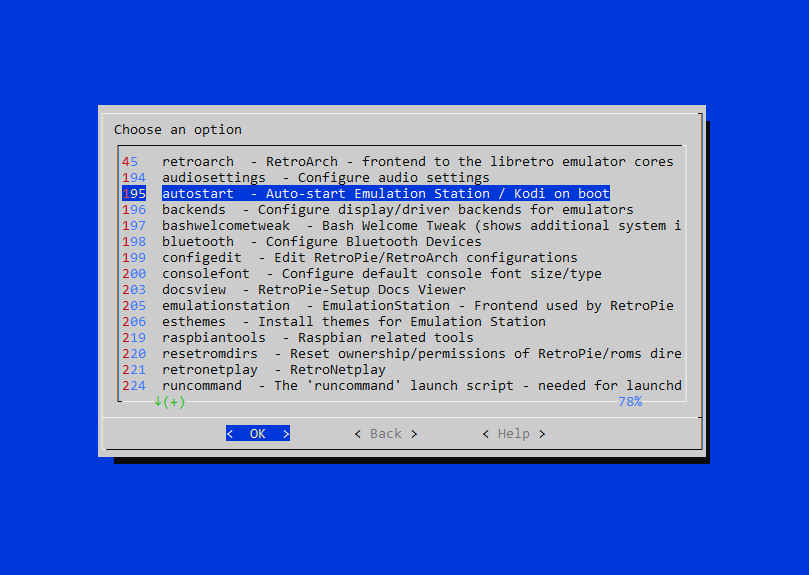 Choose an option
45 retroarch - RetroArch - frontend to the libretro emulator cores
194 audiosettings - Configure audio settings
195 autostart - Auto-start Emulation Station / Kodi on boot
196 backends - Configure display/driver backends for emulators
197 bashwelcometweak - Bash Welcome Tweak (shows additional system i
198 bluetooth - Configure Bluetooth Devices
199 configedit - Edit RetroPie/RetroArch configurations
200 consolefont - Configure default console font size/type
203 docsview - RetroPie-Setup Docs Viewer
205 emulationstation - EmulationStation - Frontend used by RetroPie
206 esthemes - Install themes for Emulation Station
219 raspbiantools - Raspbian related tools
220 resetromdirs - Reset ownership/permissions of RetroPie/roms dire
221 retronetplay - RetroNetplay
224 runcommand - The 'runcommand' launch script - needed for launchd
↓(+) 78%
< OK > < Back > < Help >